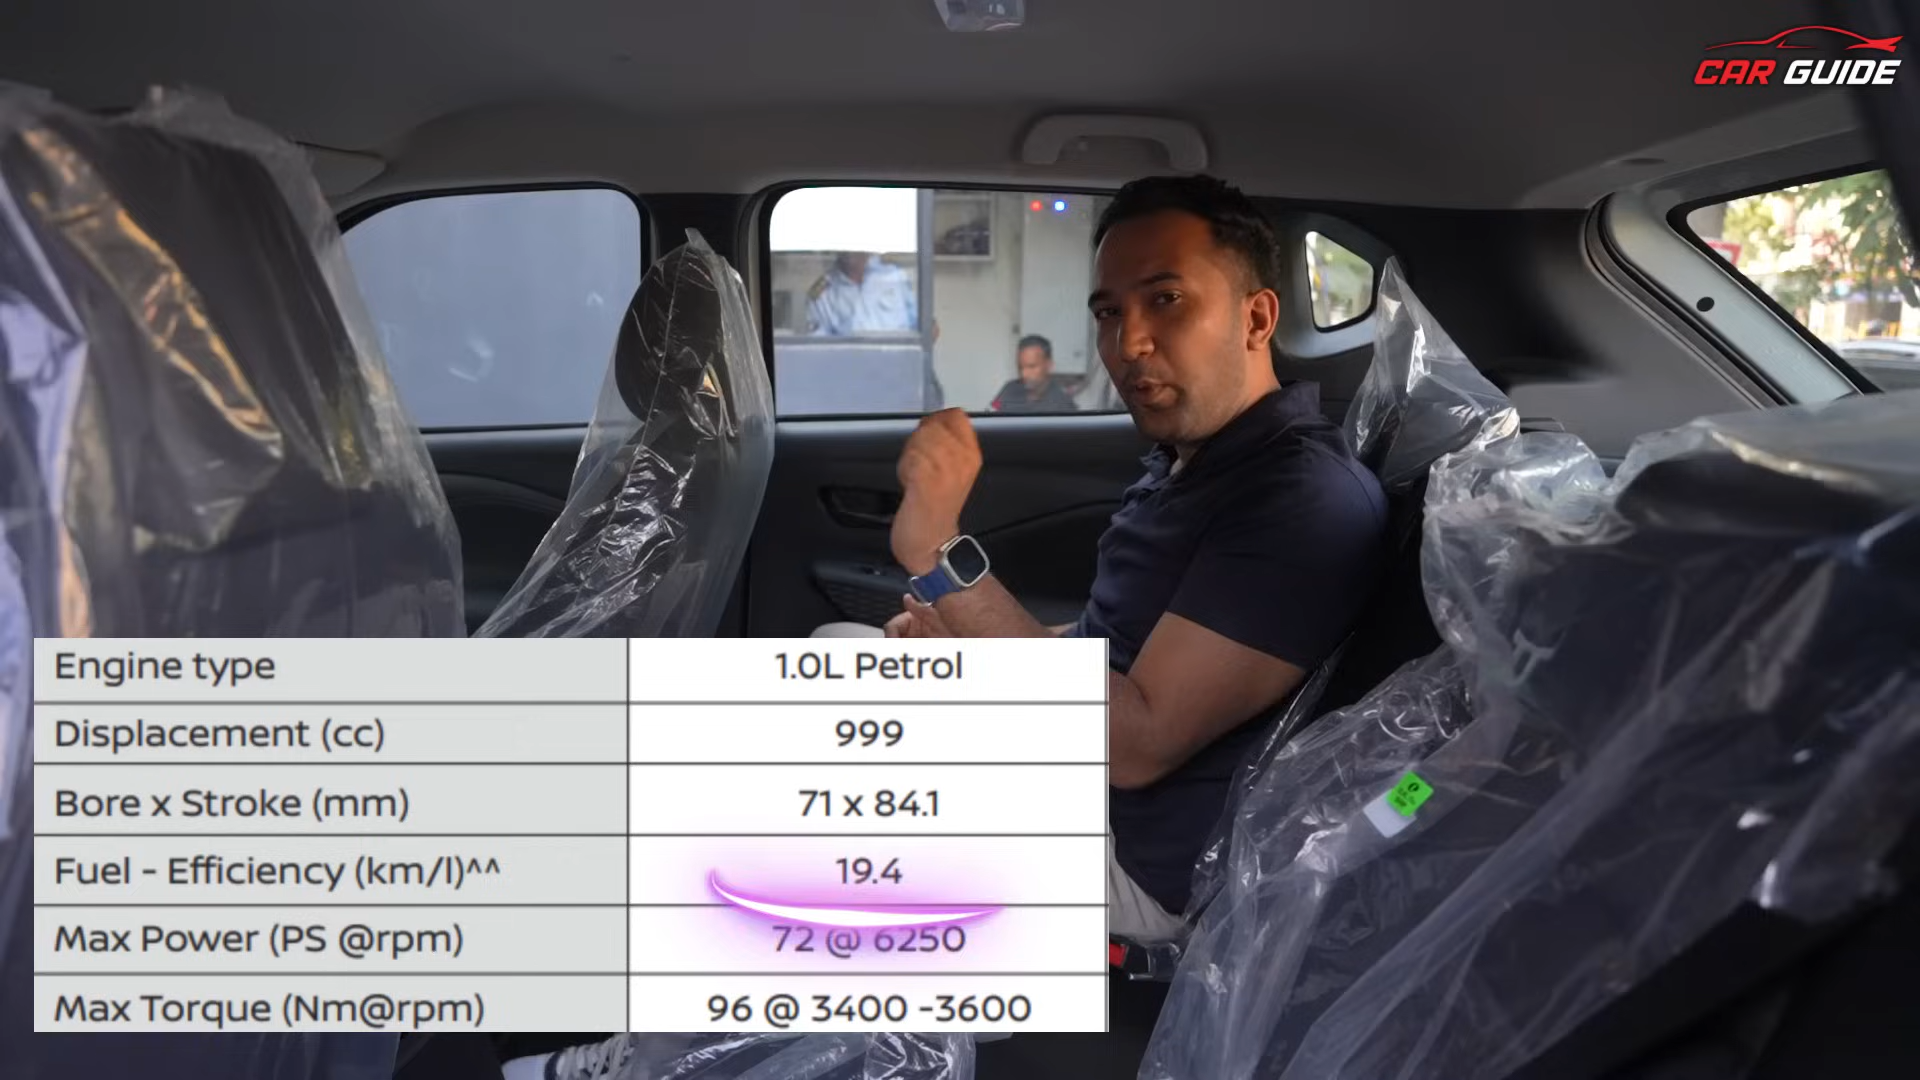 CAR GUIDE
Engine type 1.0L Petrol
Displacement (cc) 999
Bore x Stroke (mm) 71 x 84.1
Fuel - Efficiency (km/l)^^ 19.4
Max Power (PS @rpm) 72 @ 6250
Max Torque (Nm@rpm) 96 @ 3400 -3600